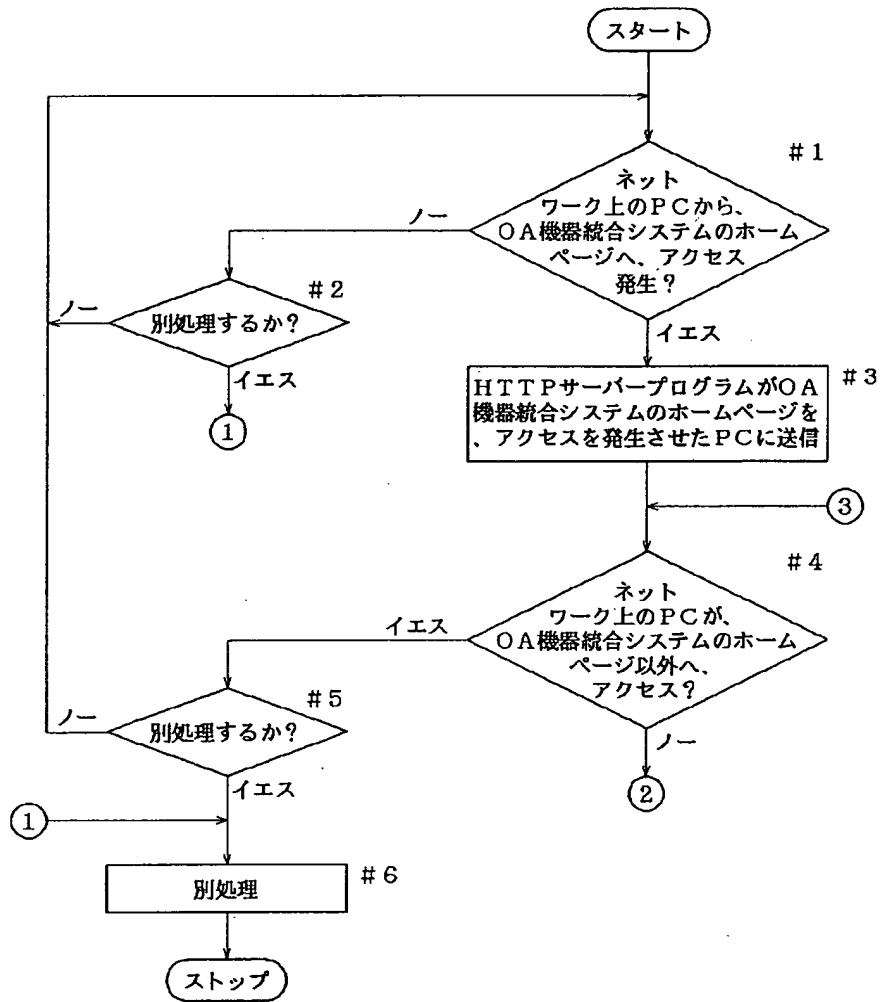 スタート
#1
ネット
ワーク上のPCから、
OA機器統合システムのホーム
ページへ、アクセス
発生?
ノー
イエス
#2
別処理するか?
ノー
イエス
①
#3
HTTPサーバープログラムがOA
機器統合システムのホームページを
、アクセスを発生させたPCに送信
③
#4
ネット
ワーク上のPCが、
OA機器統合システムのホーム
ページ以外へ、
アクセス?
イエス
ノー
②
#5
別処理するか?
ノー
イエス
①
#6
別処理
ストップ